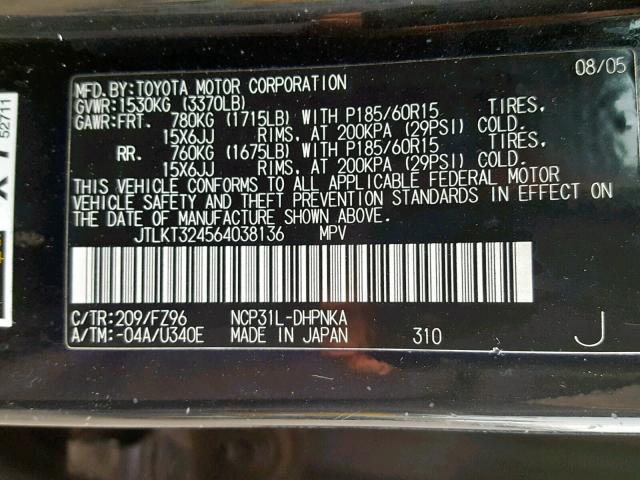 MFD.BY:TOYOTA MOTOR CORPORATION 08/05
GVWR:1530KG (3370LB)
GAWR:FRT. 780KG (1715LB) WITH P185/60R15 TIRES,
15X6JJ RIMS, AT 200KPA (29PSI) COLD.
RR. 760KG (1675LB) WITH P185/60R15 TIRES,
15X6JJ RIMS, AT 200KPA (29PSI) COLD.
THIS VEHICLE CONFORMS TO ALL APPLICABLE FEDERAL MOTOR
VEHICLE SAFETY AND THEFT PREVENTION STANDARDS IN EFFECT ON
THE DATE OF MANUFACTURE SHOWN ABOVE.
JTLKT324564038136 MPV
C/TR:209/FZ96 NCP31L-DHPNKA
A/TM:-04A/U340E MADE IN JAPAN 310 J
52711